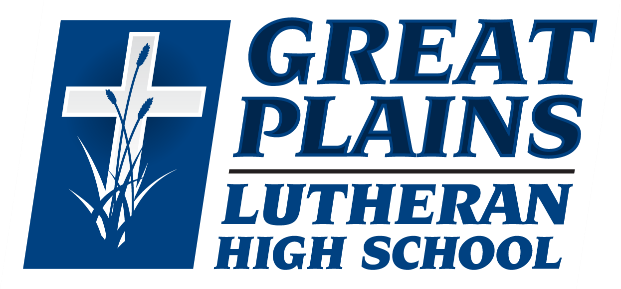 GREAT
PLAINS
LUTHERAN
HIGH SCHOOL